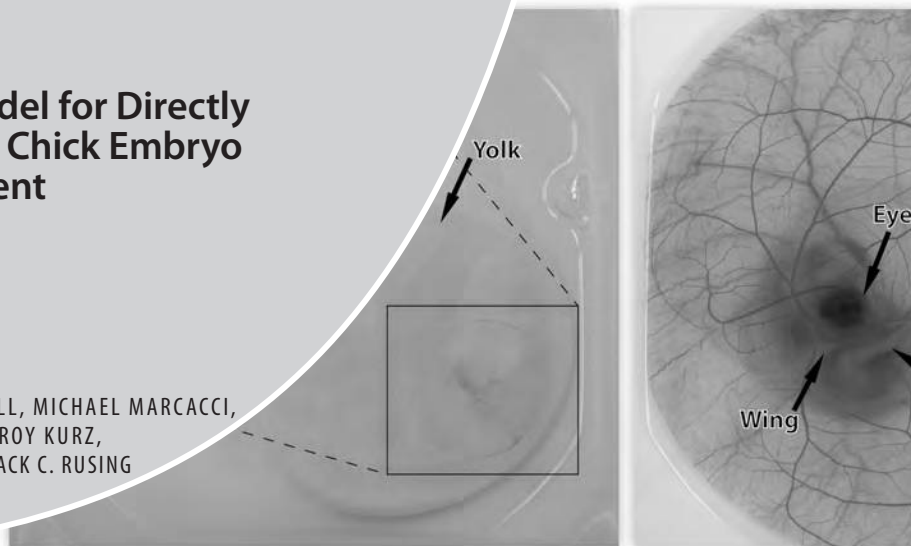 del for Directly
Chick Embryo
ent
Yolk
Eye
Wing
LL, MICHAEL MARCACCI,
ROY KURZ,
ACK C. RUSING